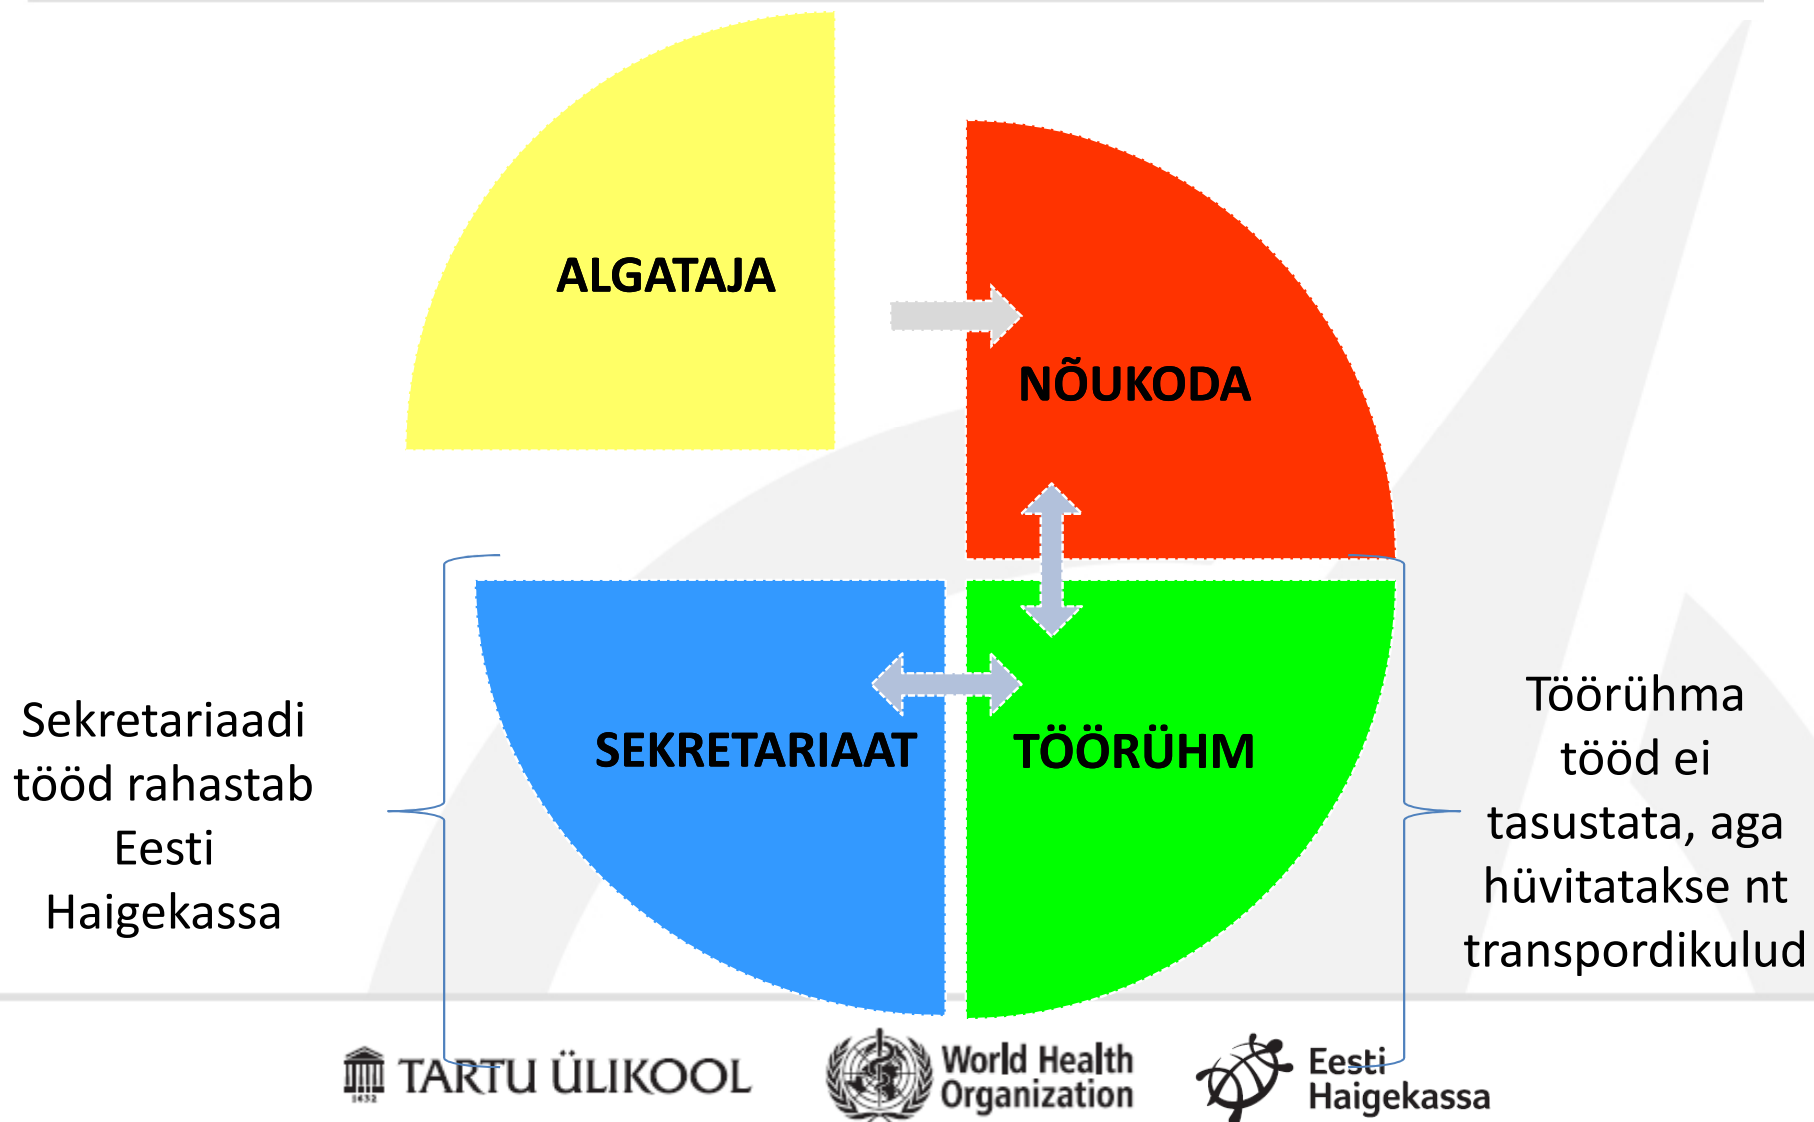 ALGATAJA
NÕUKODA
SEKRETARIAAT
TÖÖRÜHM
Sekretariaadi
tööd rahastab
Eesti
Haigekassa
Töörühma
tööd ei
tasustata, aga
hüvitatakse nt
transpordikulud
TARTU ÜLIKOOL
1632
World Health
Organization
Eesti
Haigekassa